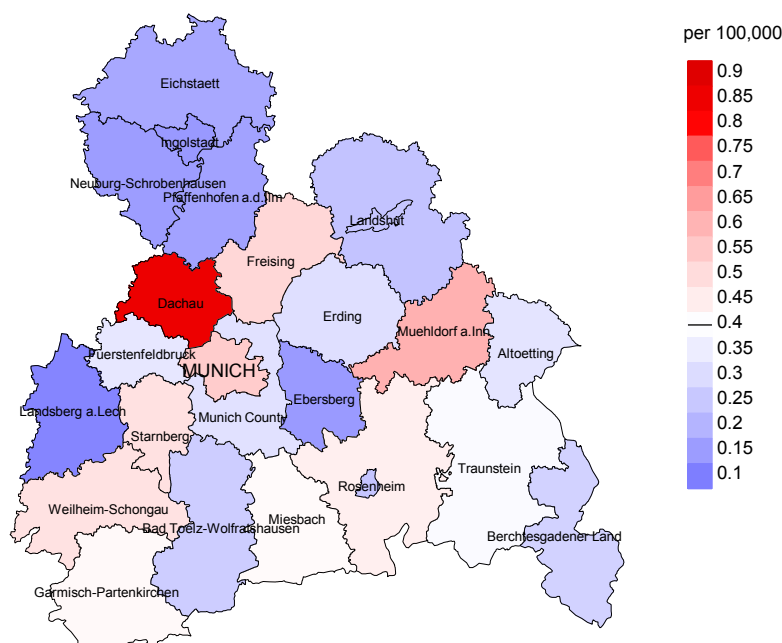 per 100,000
0.9
0.85
0.8
0.75
0.7
0.65
0.6
0.55
0.5
0.45
0.4
0.35
0.3
0.25
0.2
0.15
0.1
Eichstaett
Ingolstadt
Neuburg-Schrobenhausen
Pfaffenhofen a.d.Ilm
Landshut
Freising
Dachau
Erding
Muehldorf a.Inn
Altoetting
Fuerstenfeldbruck
MUNICH
Ebersberg
Landsberg a.Lech
Munich County
Starnberg
Traunstein
Rosenheim
Weilheim-Schongau
Miesbach
Bad Toelz-Wolfratshausen
Berchtesgadener Land
Garmisch-Partenkirchen